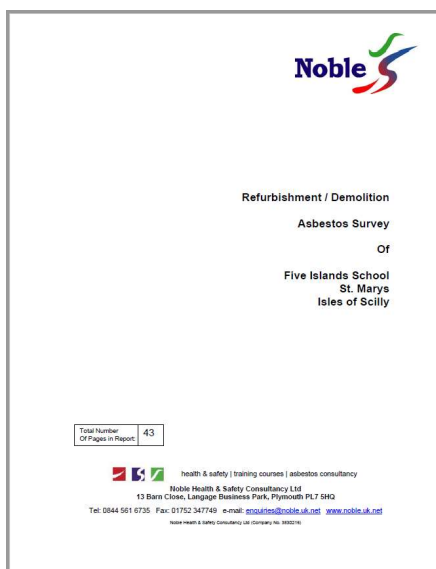 Noble
Refurbishment / Demolition
Asbestos Survey
Of
Five Islands School
St. Marys
Isles of Scilly
Total Number
Of Pages in Report: 43
health & safety | training courses | asbestos consultancy
Noble Health & Safety Consultancy Ltd
13 Barn Close, Langage Business Park, Plymouth PL7 5HQ
Tel: 0844 561 6735 Fax: 01752 347749 e-mail: enquiries@noble.uk.net www.noble.uk.net